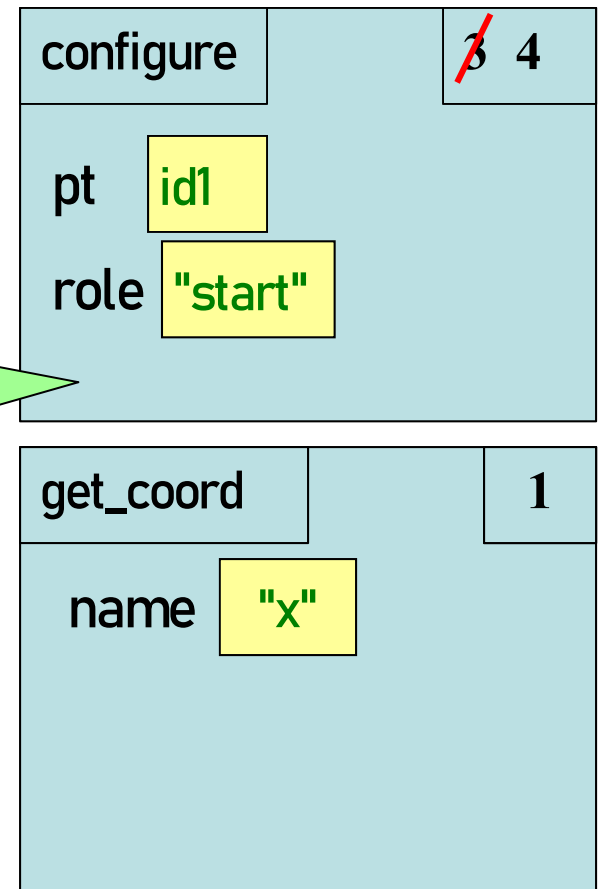 configure 3 4
pt id1
role "start"
get_coord 1
name "x"